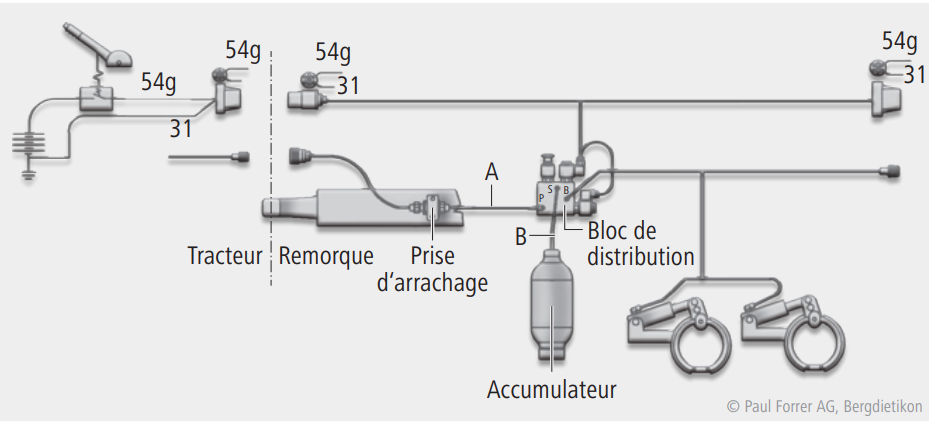 54g
54g
54g
54g
31
31
31
A
S
B
P
B
Bloc de
distribution
Tracteur
Remorque
Prise
d‘arrachage
Accumulateur
© Paul Forrer AG, Bergdietikon